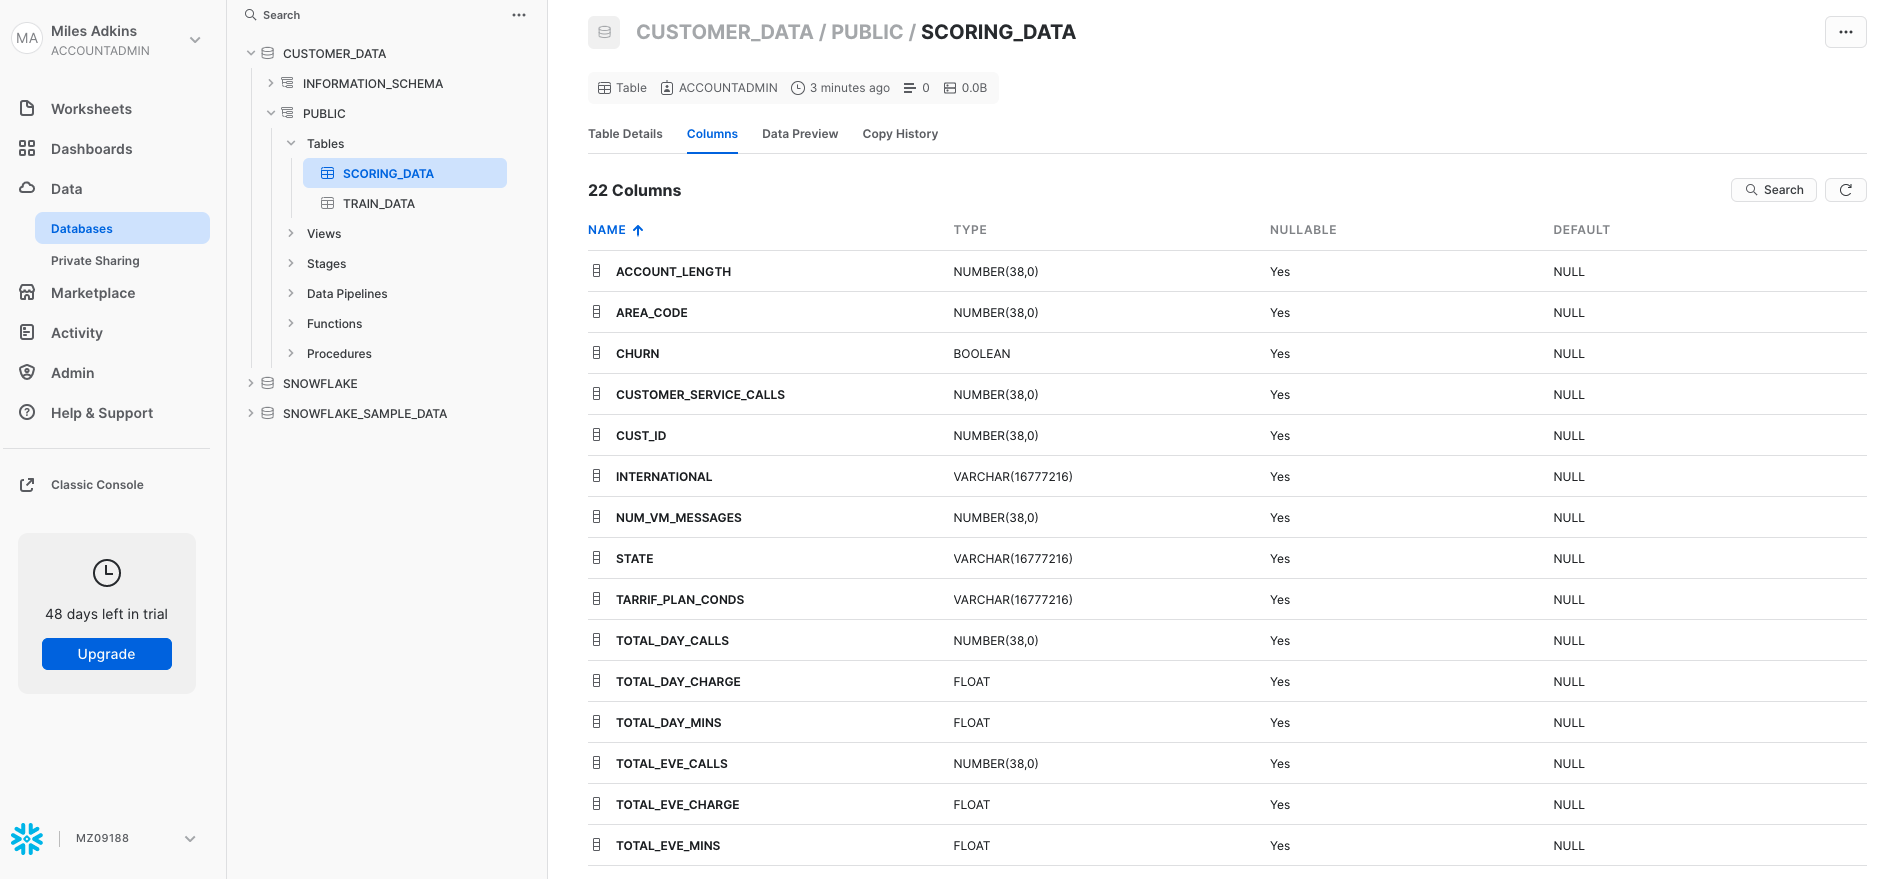 MA
Miles Adkins
ACCOUNTADMIN
Worksheets
Dashboards
Data
Databases
Private Sharing
Marketplace
Activity
Admin
Help & Support
Classic Console
48 days left in trial
Upgrade
MZ09188
Search
CUSTOMER_DATA
INFORMATION_SCHEMA
PUBLIC
Tables
SCORING_DATA
TRAIN_DATA
Views
Stages
Data Pipelines
Functions
Procedures
SNOWFLAKE
SNOWFLAKE_SAMPLE_DATA
CUSTOMER_DATA / PUBLIC / SCORING_DATA
Table ACCOUNTADMIN 3 minutes ago 0 0.0B
Table Details Columns Data Preview Copy History
22 Columns Search
NAME TYPE NULLABLE DEFAULT
ACCOUNT_LENGTH NUMBER(38,0) Yes NULL
AREA_CODE NUMBER(38,0) Yes NULL
CHURN BOOLEAN Yes NULL
CUSTOMER_SERVICE_CALLS NUMBER(38,0) Yes NULL
CUST_ID NUMBER(38,0) Yes NULL
INTERNATIONAL VARCHAR(16777216) Yes NULL
NUM_VM_MESSAGES NUMBER(38,0) Yes NULL
STATE VARCHAR(16777216) Yes NULL
TARRIF_PLAN_CONDS VARCHAR(16777216) Yes NULL
TOTAL_DAY_CALLS NUMBER(38,0) Yes NULL
TOTAL_DAY_CHARGE FLOAT Yes NULL
TOTAL_DAY_MINS FLOAT Yes NULL
TOTAL_EVE_CALLS NUMBER(38,0) Yes NULL
TOTAL_EVE_CHARGE FLOAT Yes NULL
TOTAL_EVE_MINS FLOAT Yes NULL